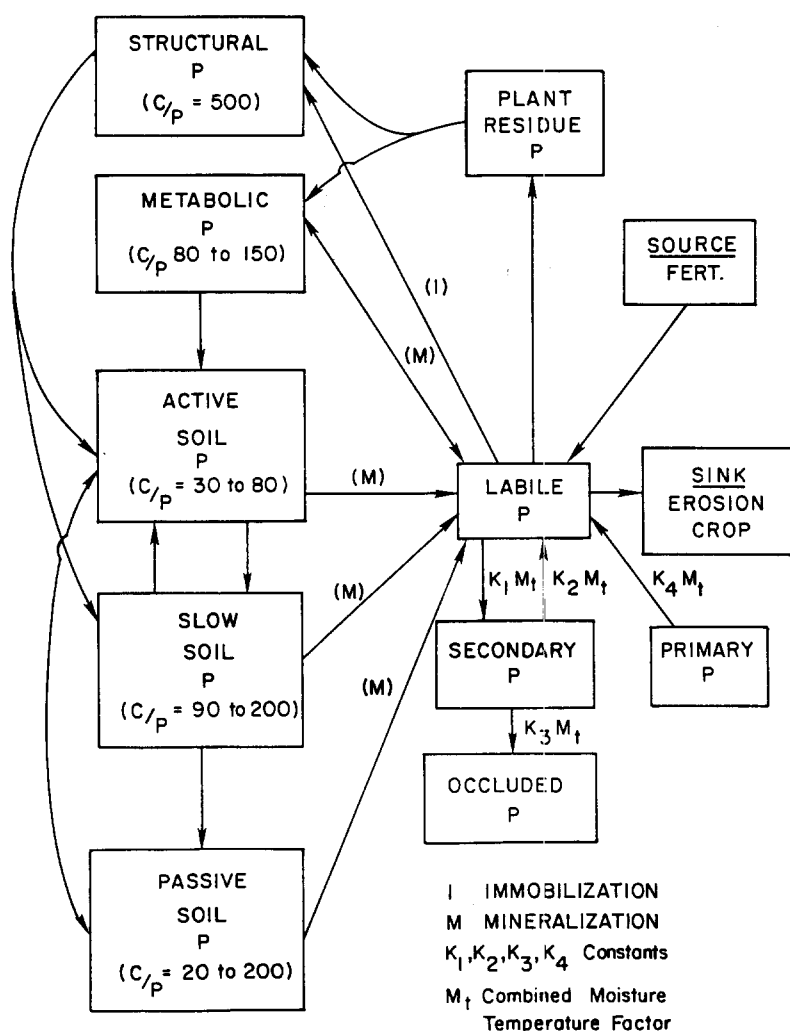 STRUCTURAL
P
(C/P = 500)
PLANT
RESIDUE
P
METABOLIC
P
(C/P 80 to 150)
SOURCE
FERT.
(I)
(M)
ACTIVE
SOIL
P
(C/P = 30 to 80)
(M)
LABILE
P
SINK
EROSION
CROP
K1 Mt
K2 Mt
K4 Mt
SLOW
SOIL
P
(C/P = 90 to 200)
(M)
SECONDARY
P
PRIMARY
P
(M)
K3 Mt
OCCLUDED
P
PASSIVE
SOIL
P
(C/P = 20 to 200)
I IMMOBILIZATION
M MINERALIZATION
K1, K2, K3, K4 Constants
Mt Combined Moisture
Temperature Factor